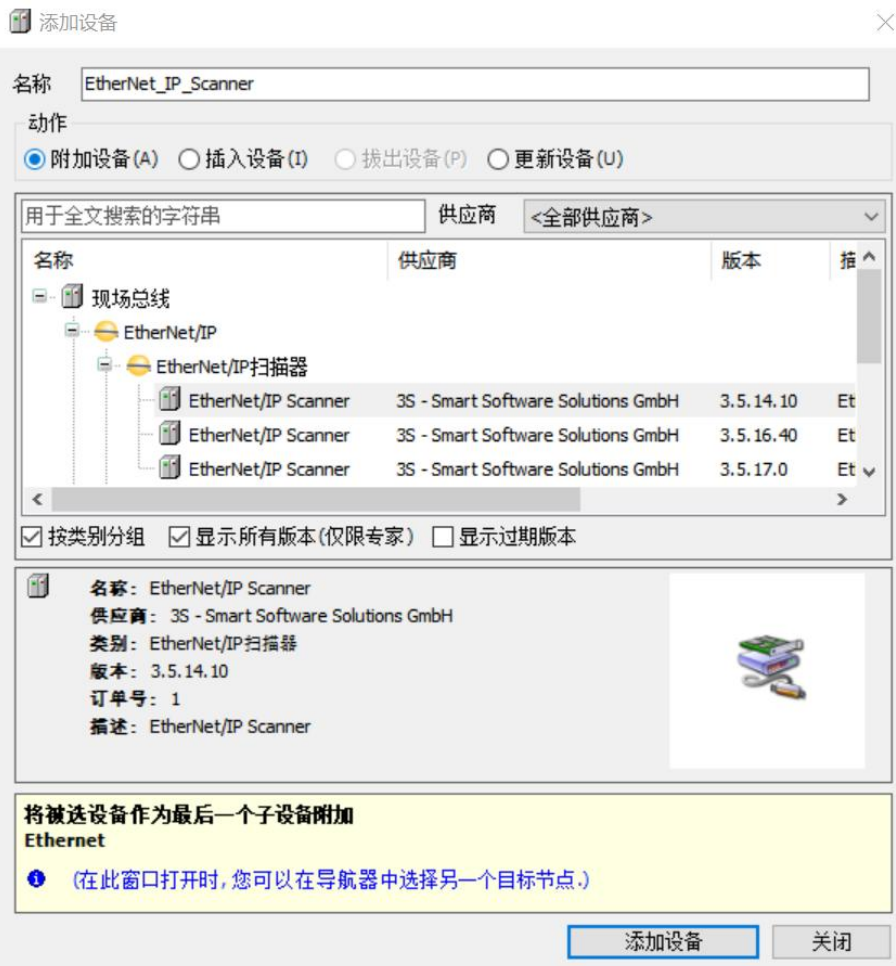 添加设备
名称 EtherNet_IP_Scanner
动作
附加设备(A) 插入设备(I) 拔出设备(P) 更新设备(U)
用于全文搜索的字符串 供应商 <全部供应商>
名称 供应商 版本 描
现场总线
EtherNet/IP
EtherNet/IP扫描器
EtherNet/IP Scanner 3S - Smart Software Solutions GmbH 3.5.14.10 Et
EtherNet/IP Scanner 3S - Smart Software Solutions GmbH 3.5.16.40 Et
EtherNet/IP Scanner 3S - Smart Software Solutions GmbH 3.5.17.0 Et
按类别分组 显示所有版本(仅限专家) 显示过期版本
名称: EtherNet/IP Scanner
供应商: 3S - Smart Software Solutions GmbH
类别: EtherNet/IP扫描器
版本: 3.5.14.10
订单号: 1
描述: EtherNet/IP Scanner
将被选设备作为最后一个子设备附加
Ethernet
(在此窗口打开时,您可以在导航器中选择另一个目标节点.)
添加设备 关闭